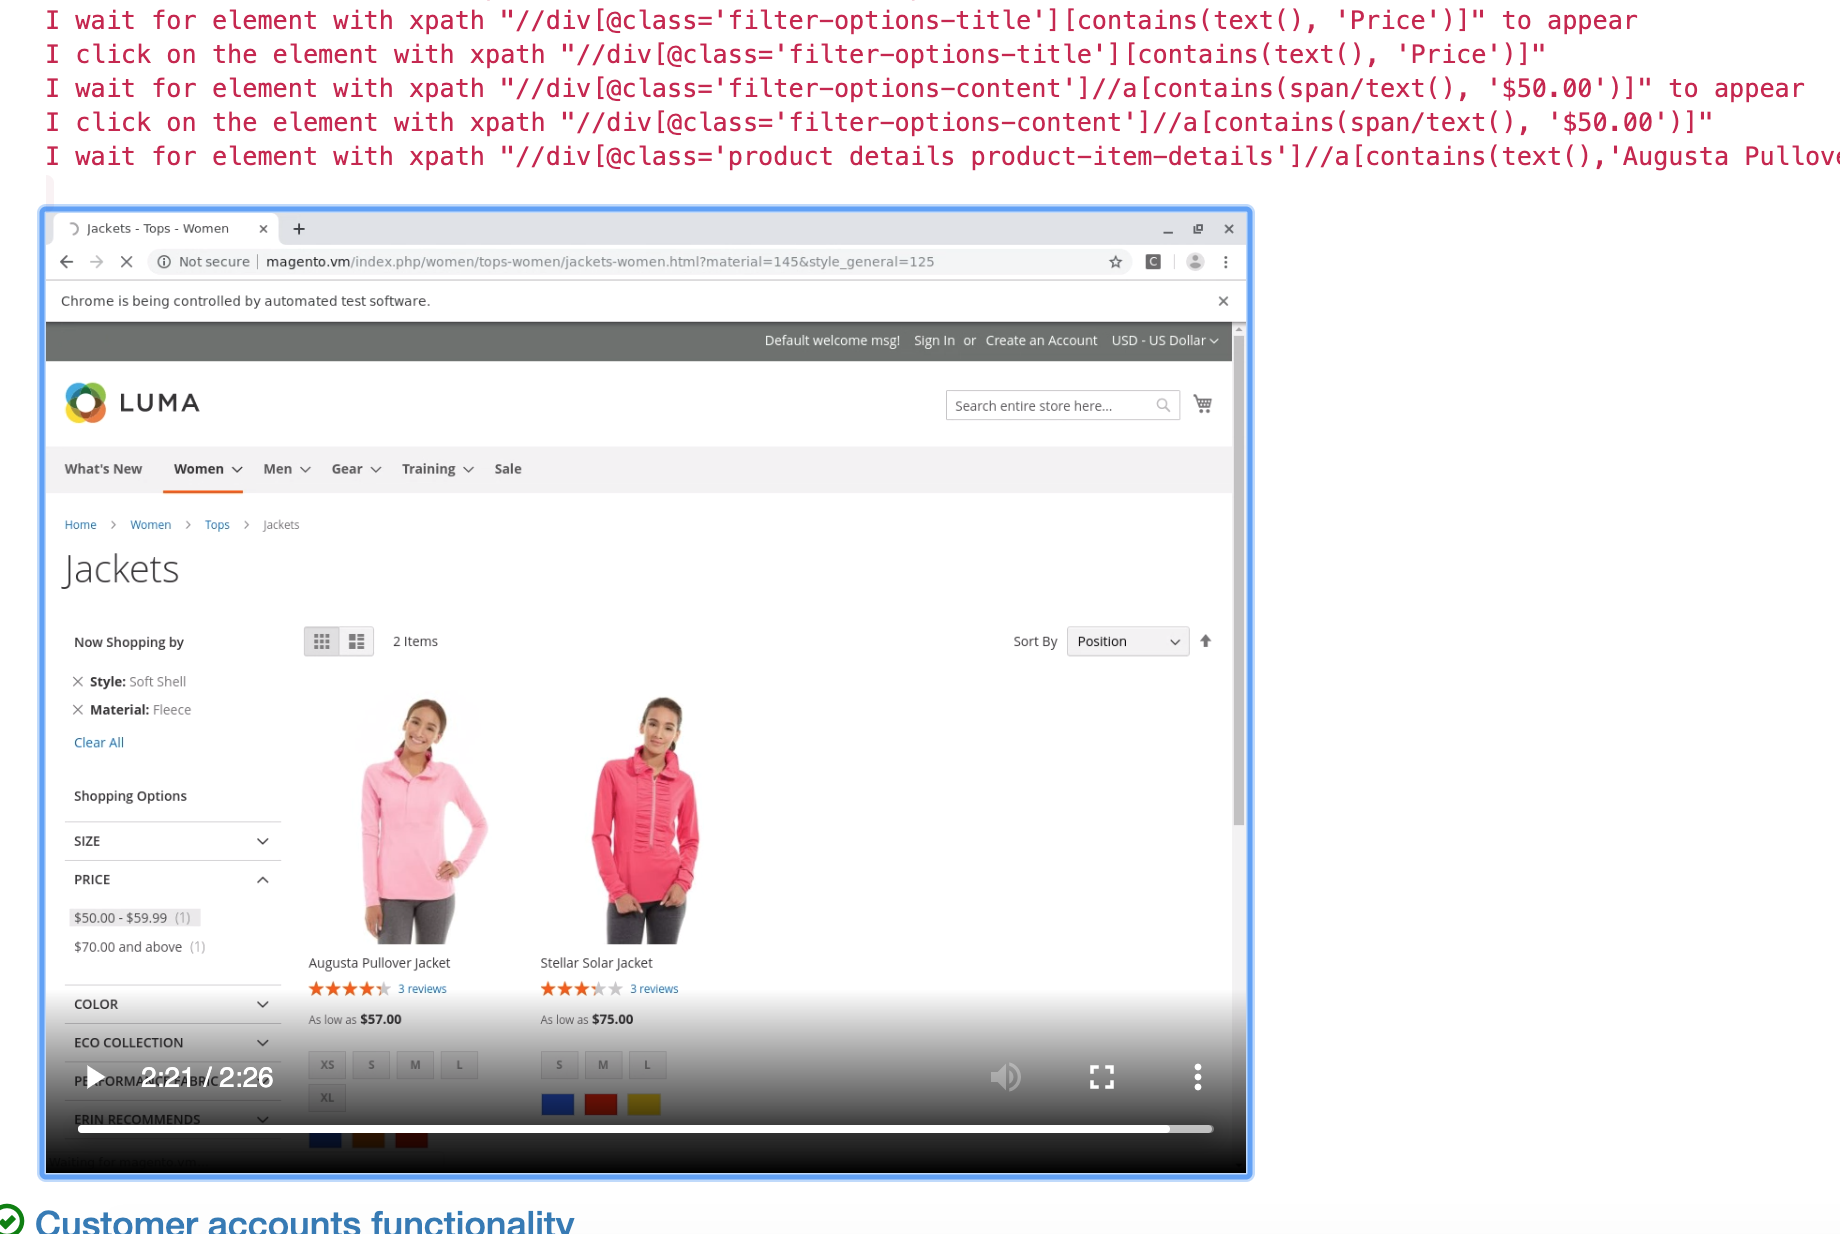 I wait for element with xpath "//div[@class='filter-options-title'][contains(text(), 'Price')]" to appear
I click on the element with xpath "//div[@class='filter-options-title'][contains(text(), 'Price')]"
I wait for element with xpath "//div[@class='filter-options-content']//a[contains(span/text(), '$50.00')]" to appear
I click on the element with xpath "//div[@class='filter-options-content']//a[contains(span/text(), '$50.00')]"
I wait for element with xpath "//div[@class='product details product-item-details']//a[contains(text(),'Augusta Pullove
Jackets - Tops - Women
Not secure | magento.vm/index.php/women/tops-women/jackets-women.html?material=145&style_general=125
Chrome is being controlled by automated test software.
Default welcome msg! Sign In or Create an Account USD - US Dollar
LUMA
Search entire store here...
What's New Women Men Gear Training Sale
Home > Women > Tops > Jackets
Jackets
Now Shopping by
2 Items
Sort By Position
Style: Soft Shell
Material: Fleece
Clear All
Shopping Options
SIZE
PRICE
$50.00 - $59.99 (1)
$70.00 and above (1)
COLOR
ECO COLLECTION
PERFORMANCE FABRIC
ERIN RECOMMENDS
Augusta Pullover Jacket
3 reviews
As low as $57.00
XS S M L
XL
Stellar Solar Jacket
3 reviews
As low as $75.00
S M L
2:21 / 2:26
Customer accounts functionality